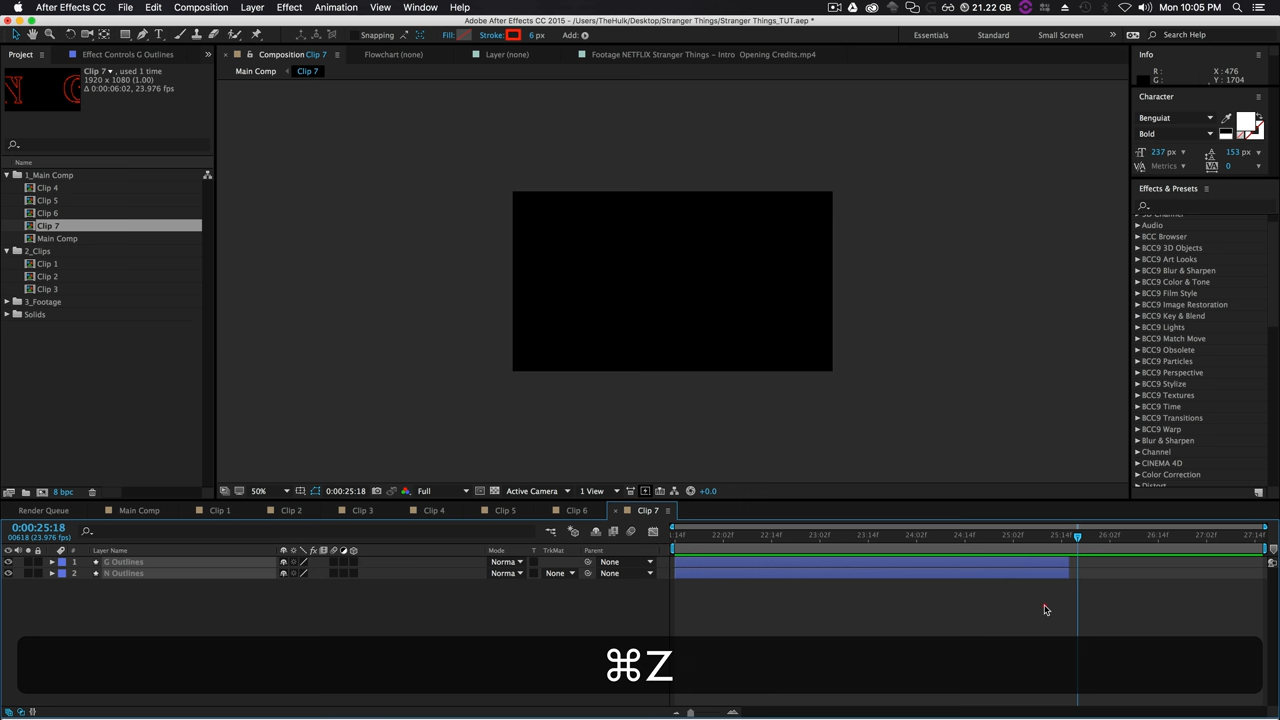 After Effects CC File Edit Composition Layer Effect Animation View Window Help 21.22 GB Mon 10:05 PM TheHulk
Adobe After Effects CC 2015 - /Users/TheHulk/Desktop/Stranger Things/Stranger Things_TUT.aep *
Snapping Fill: Stroke: 6 px Add: Essentials Standard Small Screen Search Help
Project Effect Controls G Outlines Composition Clip 7 Flowchart (none) Layer (none) Footage NETFLIX Stranger Things – Intro Opening Credits.mp4 Info
Clip 7 , used 1 time
1920 x 1080 (1.00)
Δ 0:00:06:02, 23.976 fps
Main Comp Clip 7
R : X : 476
G : Y : 1704
Character
Benguiat
Bold
237 px 153 px
Metrics 0
Effects & Presets
3D Channel
Audio
BCC Browser
BCC9 3D Objects
BCC9 Art Looks
BCC9 Blur & Sharpen
BCC9 Color & Tone
BCC9 Film Style
BCC9 Image Restoration
BCC9 Key & Blend
BCC9 Lights
BCC9 Match Move
BCC9 Obsolete
BCC9 Particles
BCC9 Perspective
BCC9 Stylize
BCC9 Textures
BCC9 Time
BCC9 Transitions
BCC9 Warp
Blur & Sharpen
Channel
CINEMA 4D
Color Correction
Distort
Name
1_Main Comp
Clip 4
Clip 5
Clip 6
Clip 7
Main Comp
2_Clips
Clip 1
Clip 2
Clip 3
3_Footage
Solids
8 bpc 50% 0:00:25:18 Full Active Camera 1 View +0.0
Render Queue Main Comp Clip 1 Clip 2 Clip 3 Clip 4 Clip 5 Clip 6 Clip 7
0:00:25:18
00618 (23.976 fps)
:14f 22:02f 22:14f 23:02f 23:14f 24:02f 24:14f 25:02f 25:14f 26:02f 26:14f 27:02f 27:14f
# Layer Name Mode T TrkMat Parent
1 G Outlines Norma None
2 N Outlines Norma None None
⌘Z